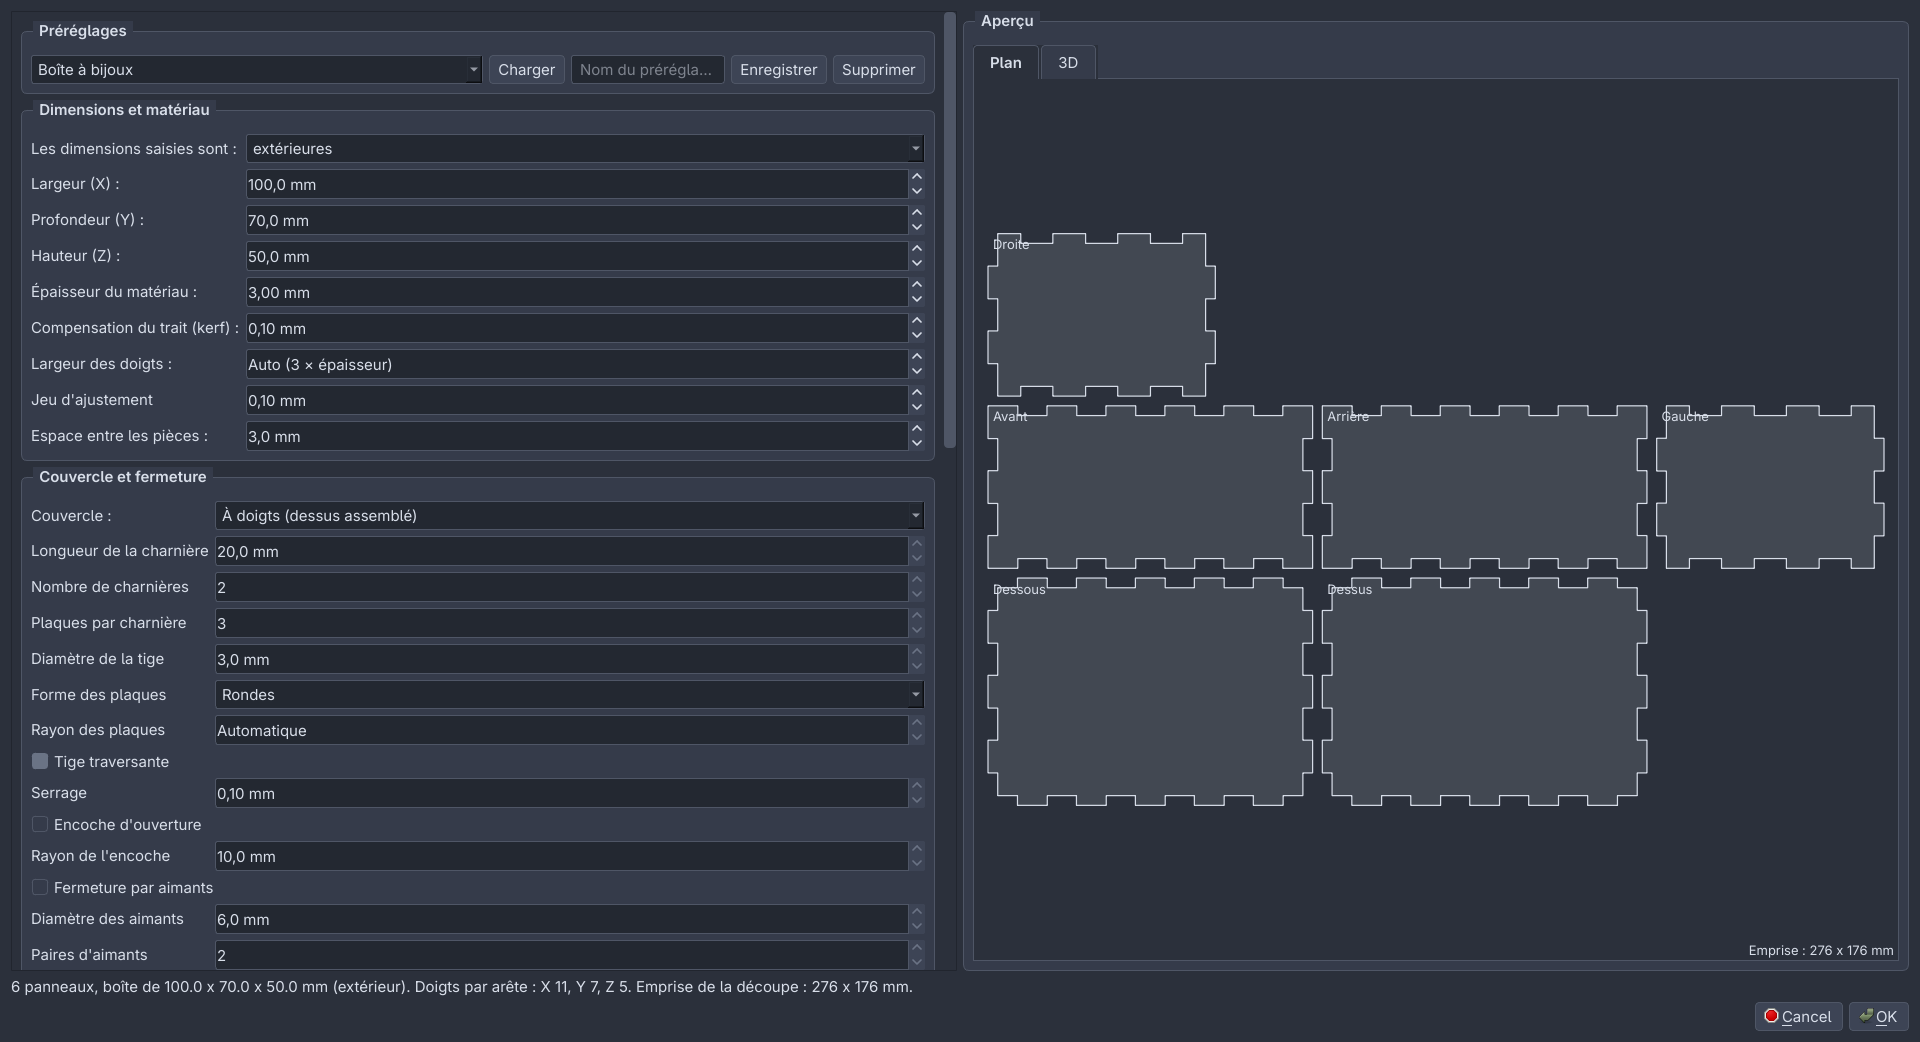 Préréglages
Boîte à bijoux
Charger
Nom du prérégla...
Enregistrer
Supprimer
Dimensions et matériau
Les dimensions saisies sont : extérieures
Largeur (X) : 100,0 mm
Profondeur (Y) : 70,0 mm
Hauteur (Z) : 50,0 mm
Épaisseur du matériau : 3,00 mm
Compensation du trait (kerf) : 0,10 mm
Largeur des doigts : Auto (3 × épaisseur)
Jeu d'ajustement 0,10 mm
Espace entre les pièces : 3,0 mm
Couvercle et fermeture
Couvercle : À doigts (dessus assemblé)
Longueur de la charnière 20,0 mm
Nombre de charnières 2
Plaques par charnière 3
Diamètre de la tige 3,0 mm
Forme des plaques Rondes
Rayon des plaques Automatique
Tige traversante
Serrage 0,10 mm
Encoche d'ouverture
Rayon de l'encoche 10,0 mm
Fermeture par aimants
Diamètre des aimants 6,0 mm
Paires d'aimants 2
Aperçu
Plan
3D
Droite
Avant
Arrière
Gauche
Dessous
Dessus
Emprise : 276 x 176 mm
6 panneaux, boîte de 100.0 x 70.0 x 50.0 mm (extérieur). Doigts par arête : X 11, Y 7, Z 5. Emprise de la découpe : 276 x 176 mm.
Cancel
OK